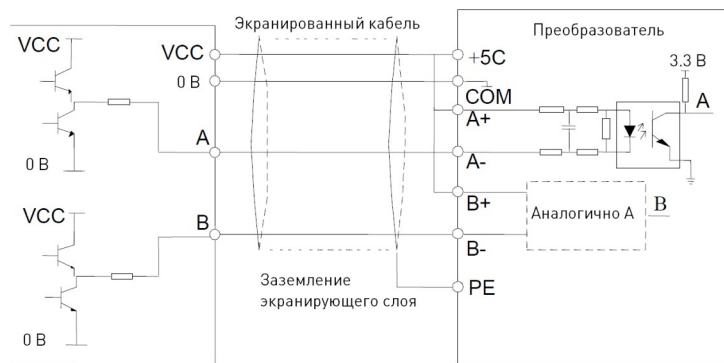 Экранированный кабель
Преобразователь
VCC
VCC
+5C
3.3 В
0 В
COM
A
A+
A
A-
0 В
B+
VCC
Аналогично А
B
B
B-
Заземление
экранирующего слоя
PE
0 В